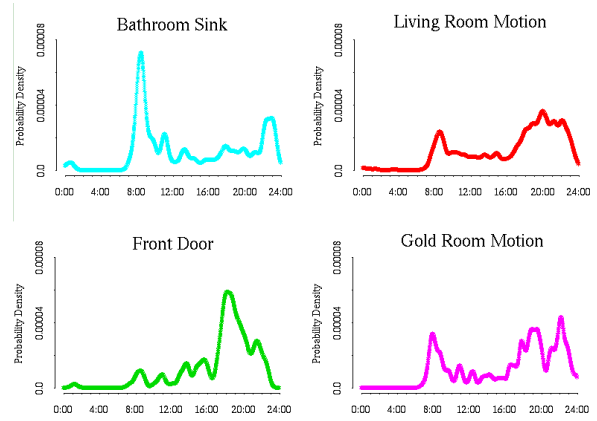 Bathroom Sink
Probability Density
0.00008
0.00004
0.0
0:00 4:00 8:00 12:00 16:00 20:00 24:00
Living Room Motion
Probability Density
0.00008
0.00004
0.0
0:00 4:00 8:00 12:00 16:00 20:00 24:00
Front Door
Probability Density
0.00008
0.00004
0.0
0:00 4:00 8:00 12:00 16:00 20:00 24:00
Gold Room Motion
Probability Density
0.00008
0.00004
0.0
0:00 4:00 8:00 12:00 16:00 20:00 24:00